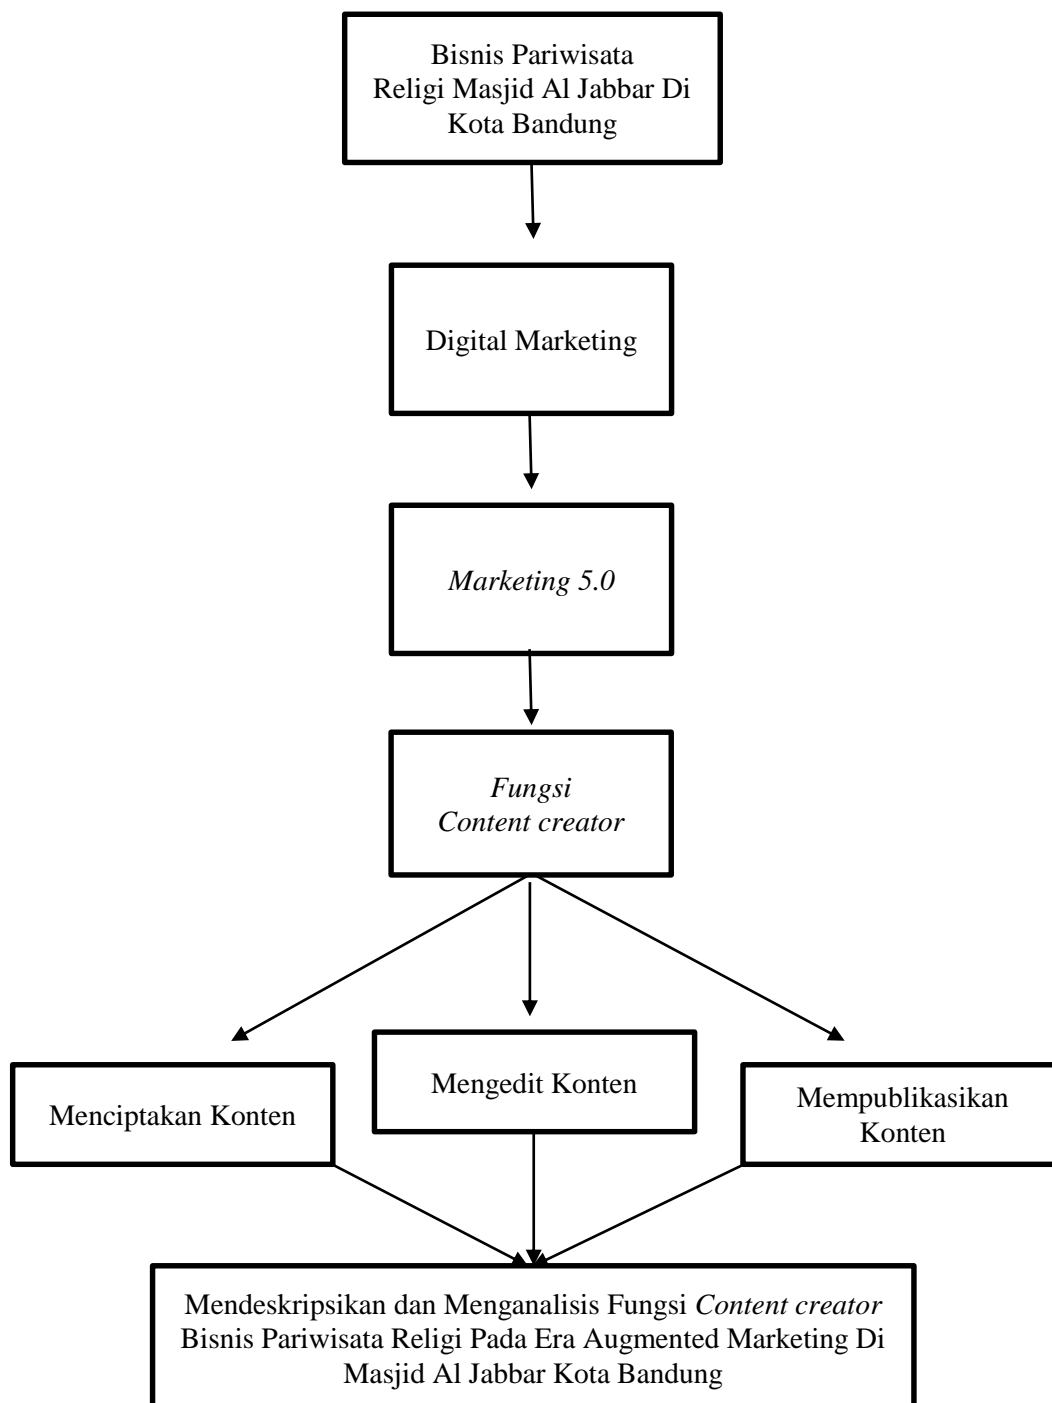 Bisnis Pariwisata
Religi Masjid Al Jabbar Di
Kota Bandung
Digital Marketing
Marketing 5.0
Fungsi
Content creator
Menciptakan Konten
Mengedit Konten
Mempublikasikan
Konten
Mendeskripsikan dan Menganalisis Fungsi Content creator
Bisnis Pariwisata Religi Pada Era Augmented Marketing Di
Masjid Al Jabbar Kota Bandung